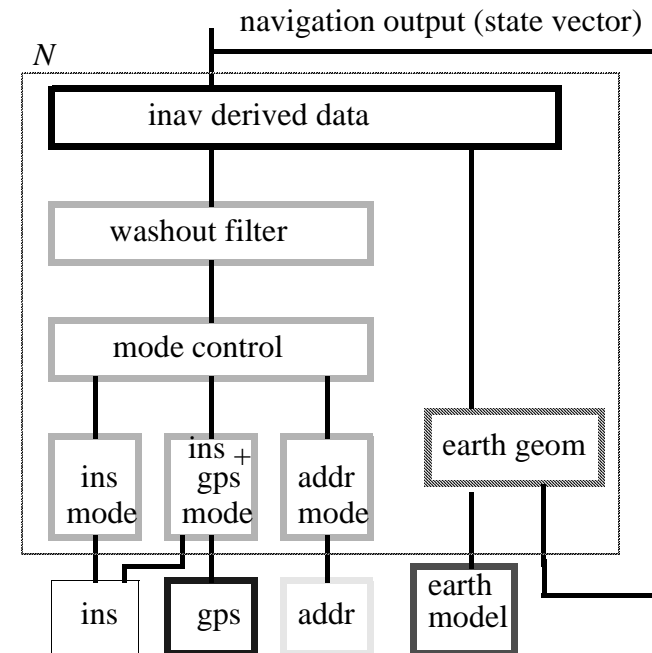 navigation output (state vector)
N
inav derived data
washout filter
mode control
earth geom
ins
mode
ins +
gps
mode
addr
mode
ins
gps
addr
earth
model